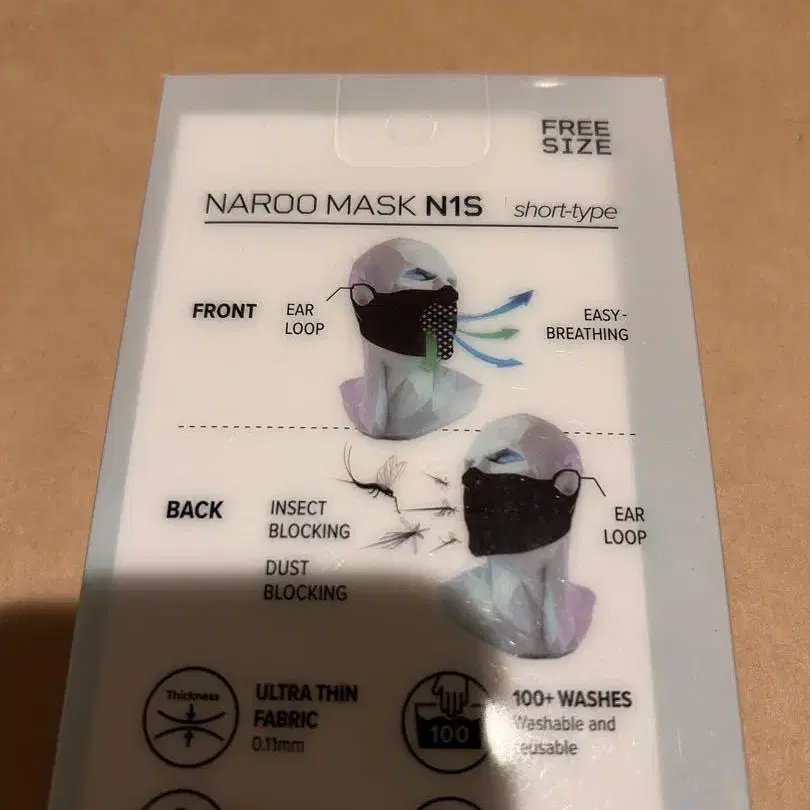 FREE
SIZE
NAROO MASK N1S short-type
FRONT
EAR
LOOP
EASY-
BREATHING
BACK
INSECT
BLOCKING
DUST
BLOCKING
EAR
LOOP
Thickness
ULTRA THIN
FABRIC
0.11mm
100
100+ WASHES
Washable and
reusable